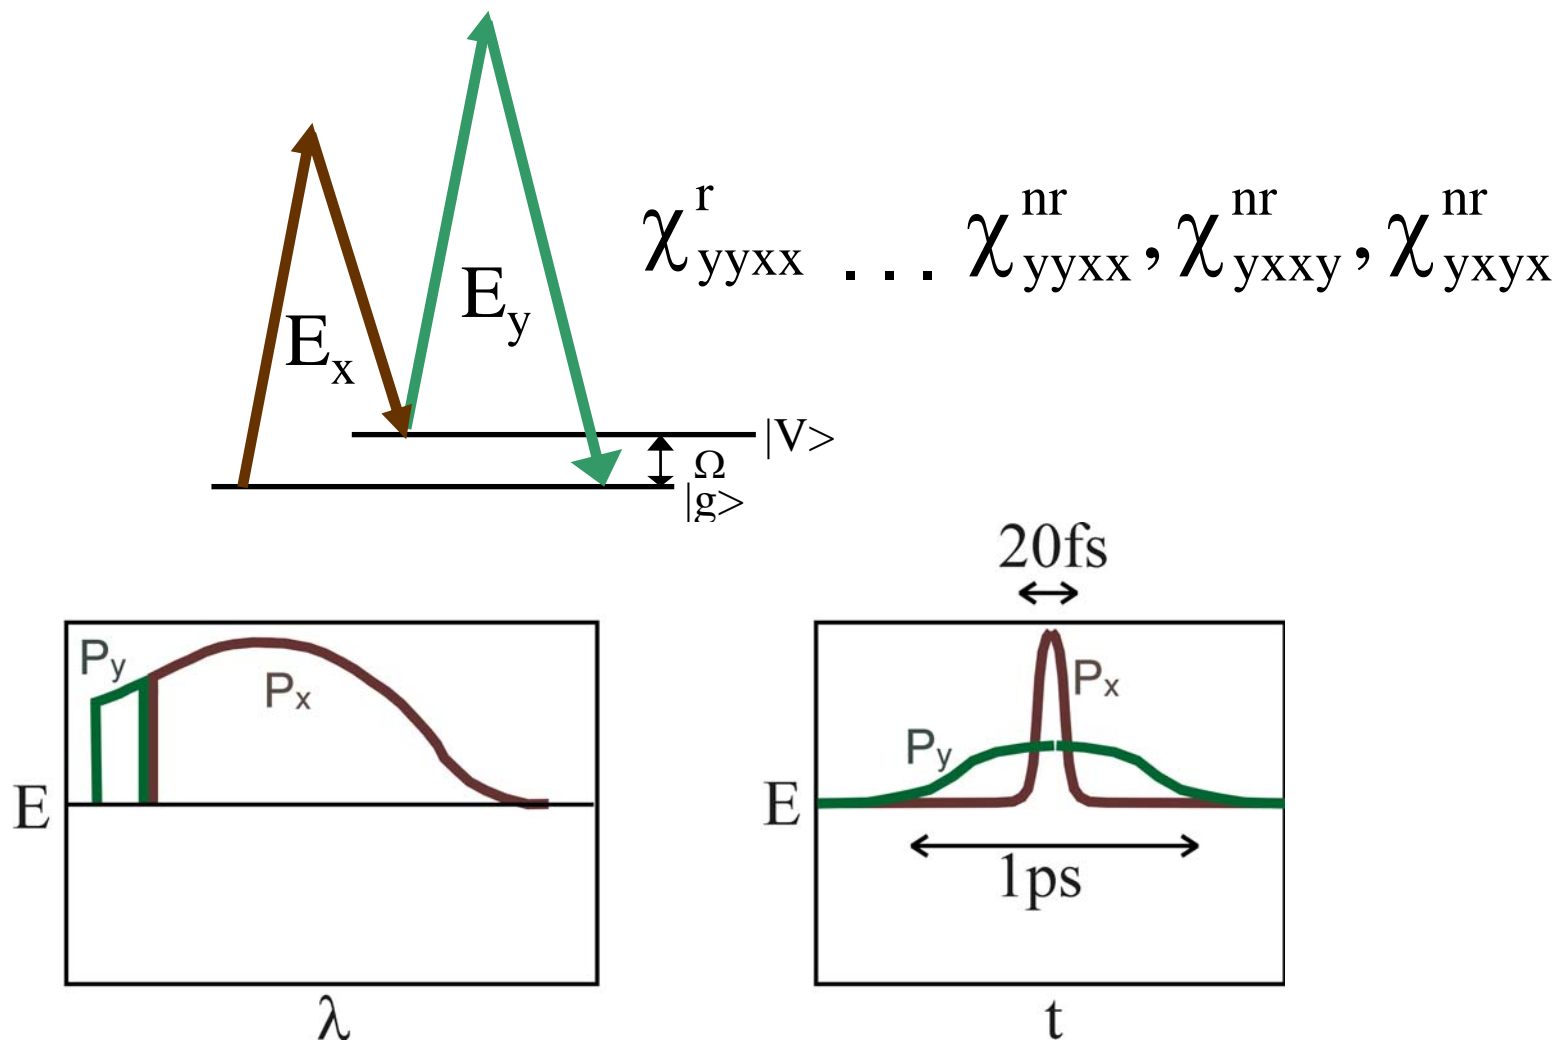 χ^r_yyxx ... χ^nr_yyxx, χ^nr_yxxy, χ^nr_yxyx
E_x
E_y
|V>
Ω
|g>
20fs
P_y
P_x
E
λ
P_x
P_y
E
1ps
t